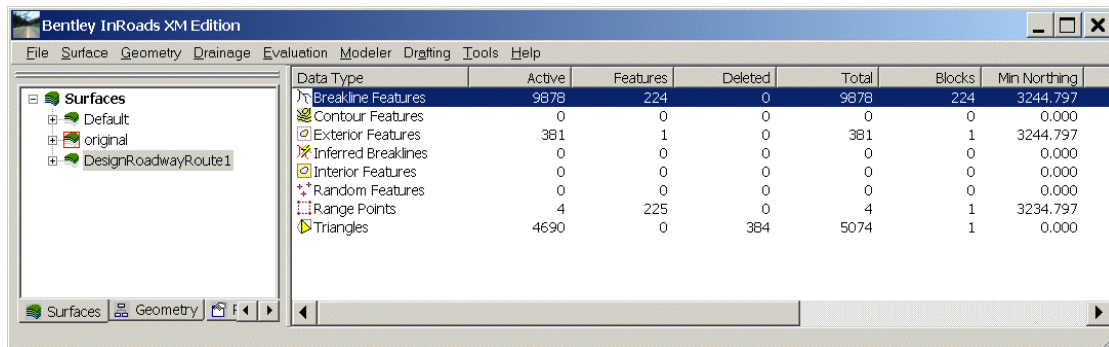 Bentley InRoads XM Edition
File Surface Geometry Drainage Evaluation Modeler Drafting Tools Help
Surfaces
Default
original
DesignRoadwayRoute1
Surfaces Geometry
Data Type Active Features Deleted Total Blocks Min Northing
Breakline Features 9878 224 0 9878 224 3244.797
Contour Features 0 0 0 0 0 0.000
Exterior Features 381 1 0 381 1 3244.797
Inferred Breaklines 0 0 0 0 0 0.000
Interior Features 0 0 0 0 0 0.000
Random Features 0 0 0 0 0 0.000
Range Points 4 225 0 4 1 3234.797
Triangles 4690 0 384 5074 1 0.000